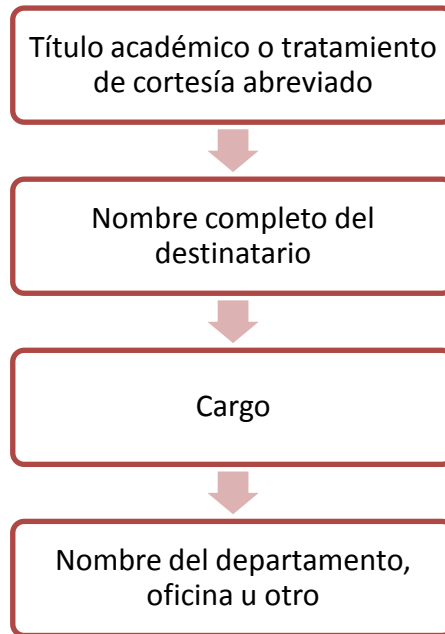 Título académico o tratamiento
de cortesía abreviado
Nombre completo del
destinatario
Cargo
Nombre del departamento,
oficina u otro